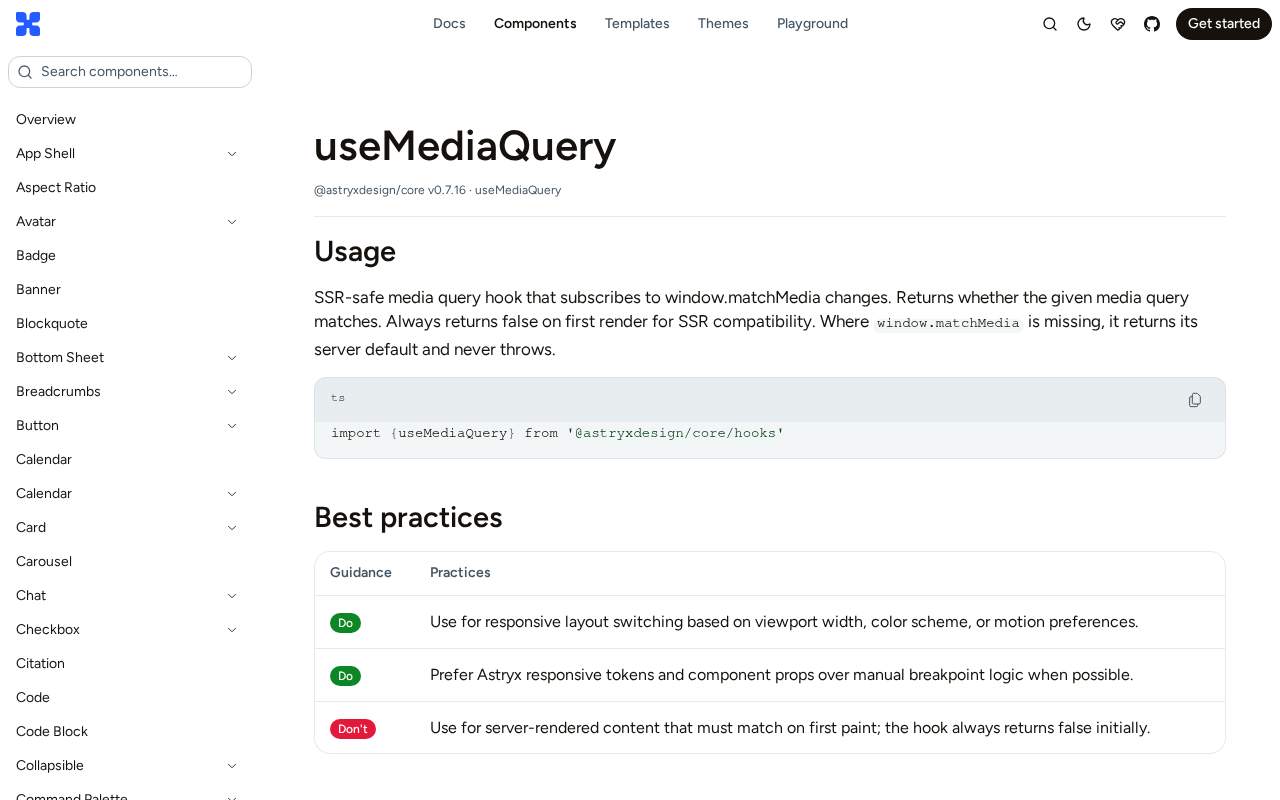 Docs
Components
Templates
Themes
Playground
Get started
Search components...
Overview
App Shell
Aspect Ratio
Avatar
Badge
Banner
Blockquote
Bottom Sheet
Breadcrumbs
Button
Calendar
Calendar
Card
Carousel
Chat
Checkbox
Citation
Code
Code Block
Collapsible
Command Palette
useMediaQuery
@astryxdesign/core v0.7.16 · useMediaQuery
Usage
SSR-safe media query hook that subscribes to window.matchMedia changes. Returns whether the given media query
matches. Always returns false on first render for SSR compatibility. Where window.matchMedia is missing, it returns its
server default and never throws.
ts
import {useMediaQuery} from '@astryxdesign/core/hooks'
Best practices
Guidance Practices
Do Use for responsive layout switching based on viewport width, color scheme, or motion preferences.
Do Prefer Astryx responsive tokens and component props over manual breakpoint logic when possible.
Don't Use for server-rendered content that must match on first paint; the hook always returns false initially.